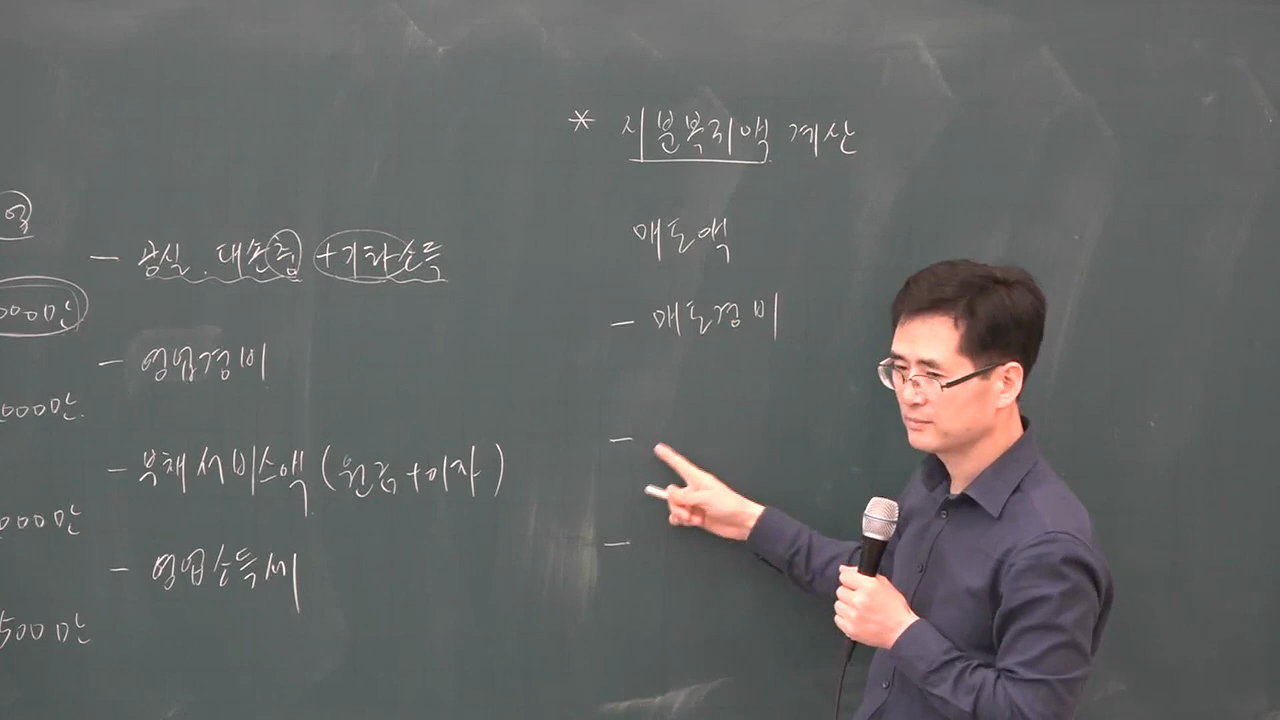 000만
- 공실. 대손충 + 기타소득
- 영업경비
000만.
- 부채서비스액 (원금 + 이자)
000만
- 영업소득세
500만
* 지분복귀액 계산
매도액
- 매도경비
-
-